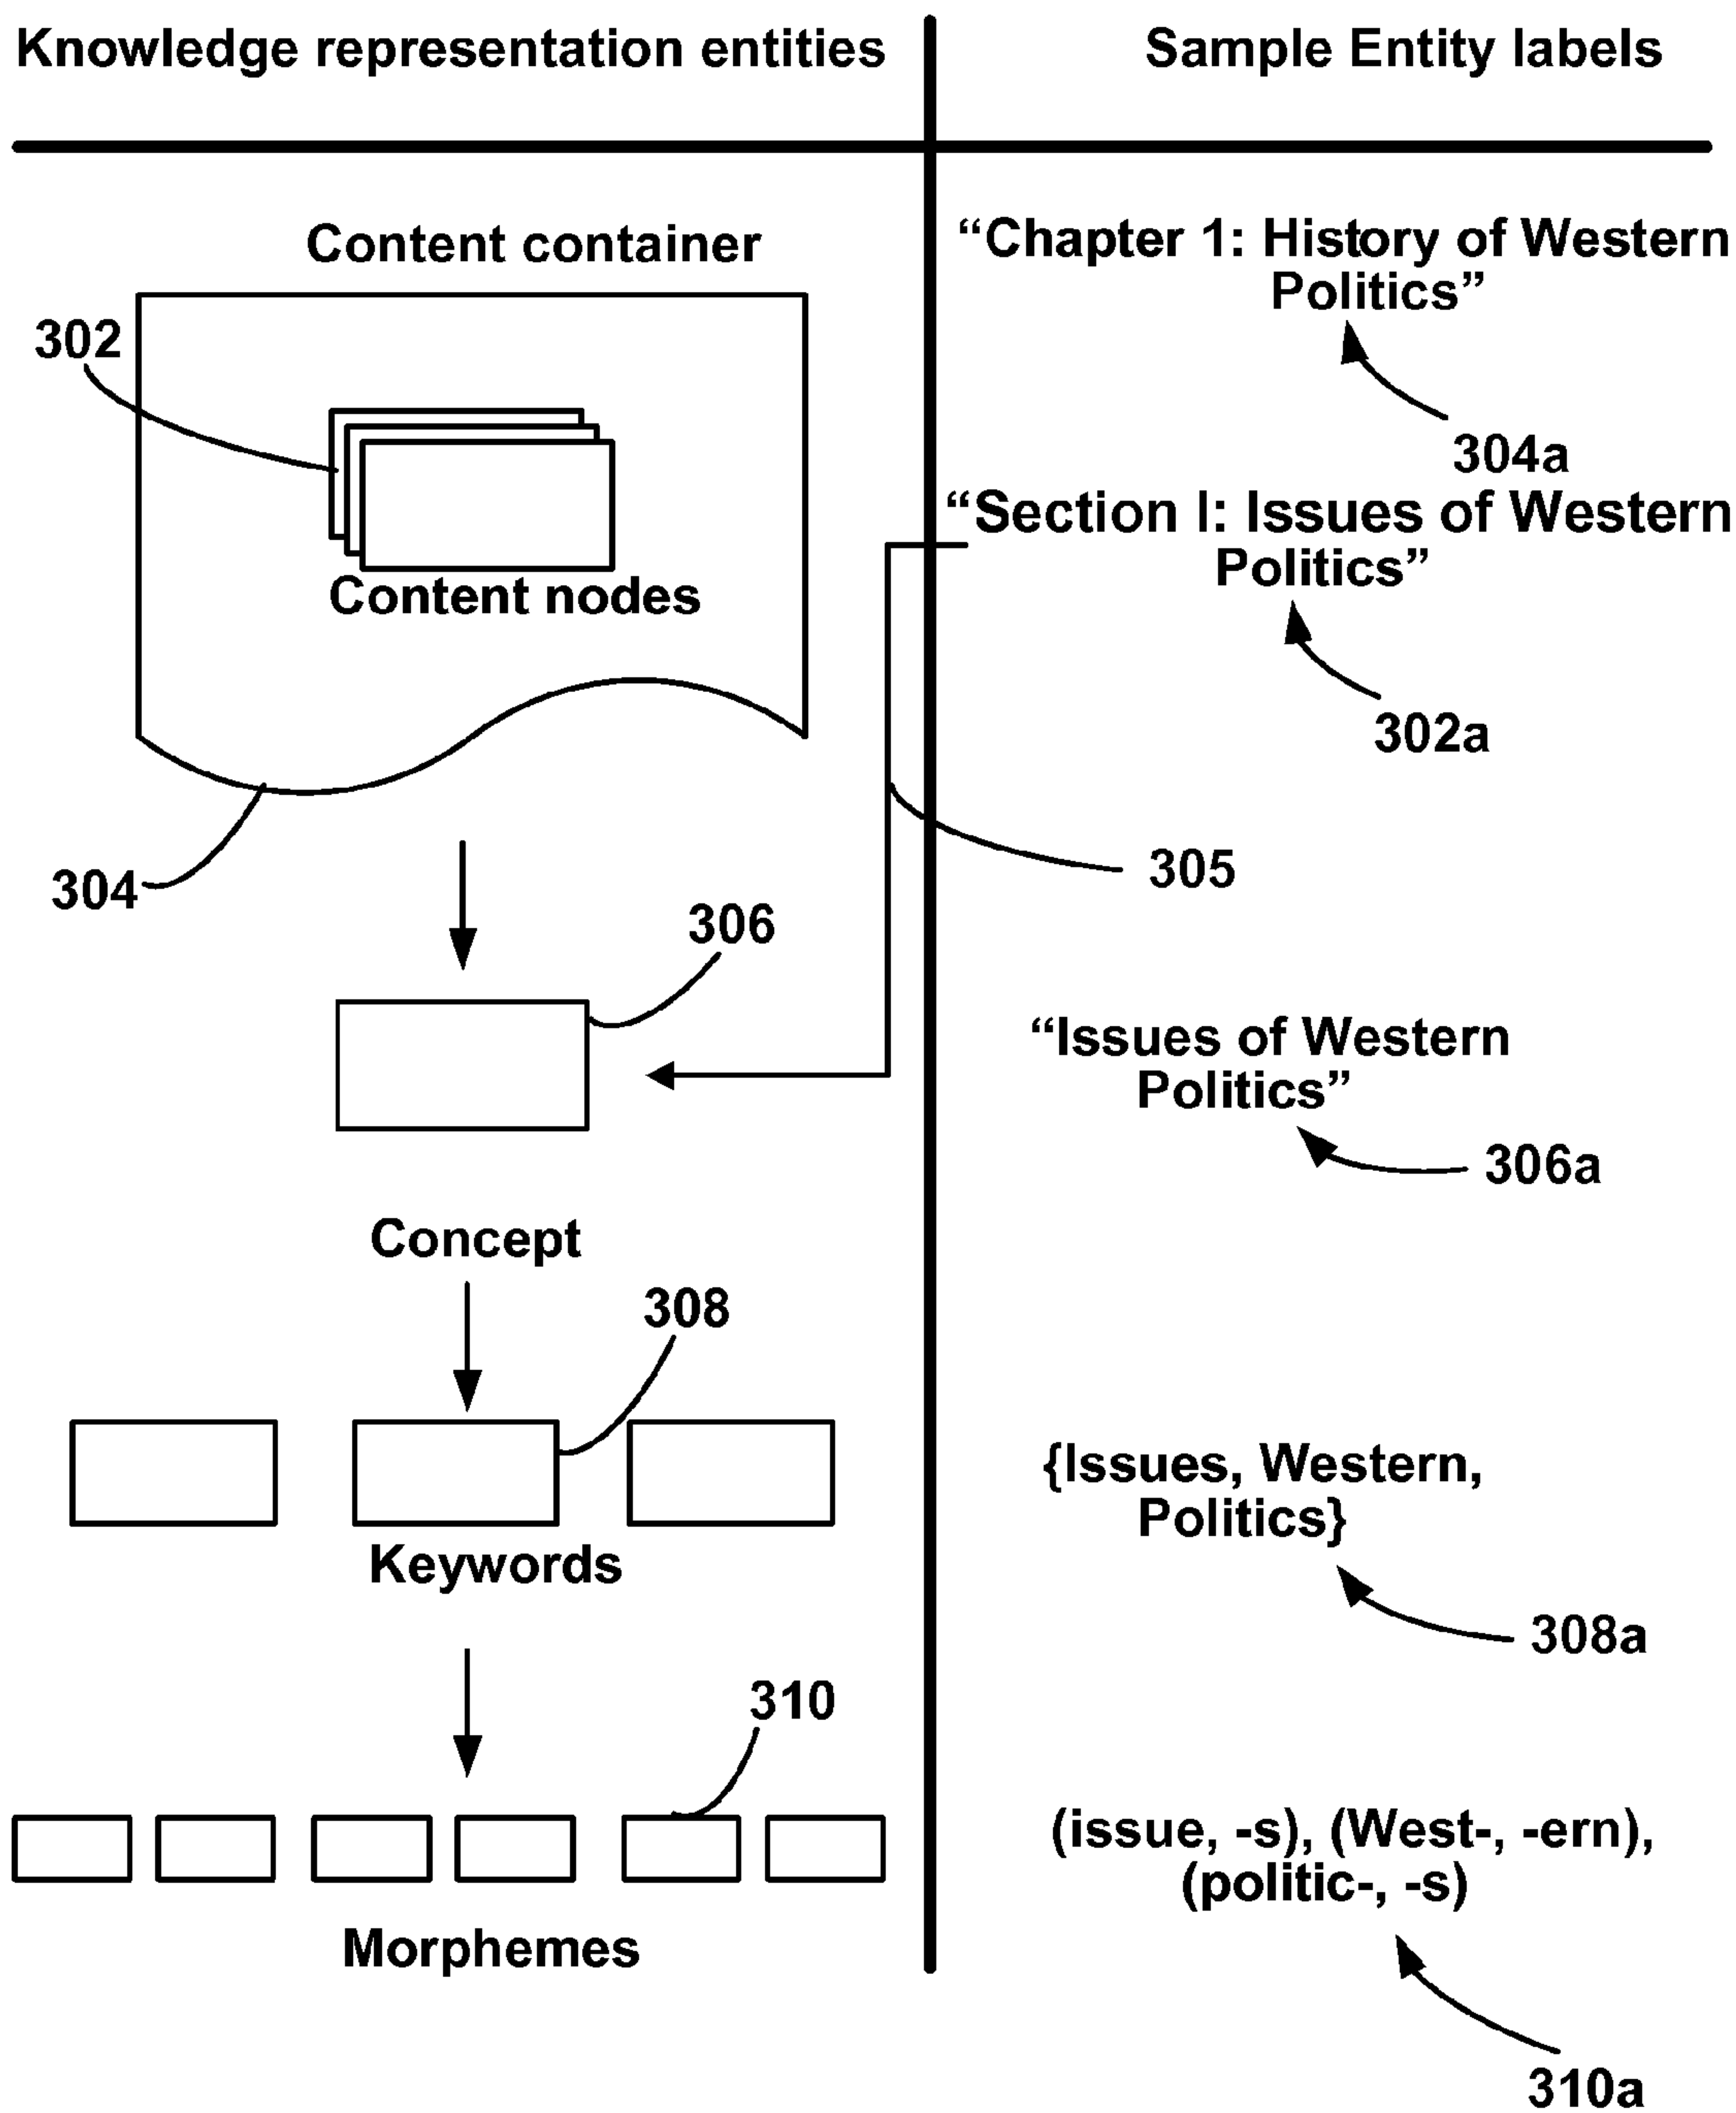 Knowledge representation entities
Sample Entity labels
Content container
“Chapter 1: History of Western
Politics”
302
304a
“Section I: Issues of Western
Politics”
Content nodes
302a
305
304
306
“Issues of Western
Politics”
306a
Concept
308
{Issues, Western,
Politics}
Keywords
308a
310
(issue, -s), (West-, -ern),
(politic-, -s)
Morphemes
310a